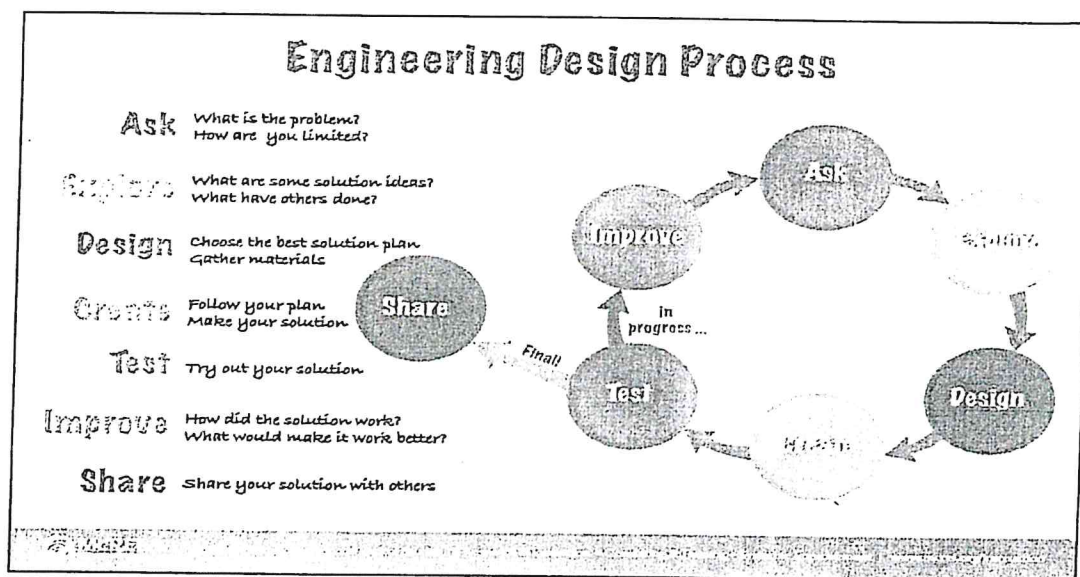 Engineering Design Process
Ask
What is the problem?
How are you limited?
Explore
What are some solution ideas?
What have others done?
Design
Choose the best solution plan
Gather materials
Create
Follow your plan
Make your solution
Test
Try out your solution
Improve
How did the solution work?
What would make it work better?
Share
Share your solution with others
Ask
Design
Test
Improve
in
progress...
Final!
Share